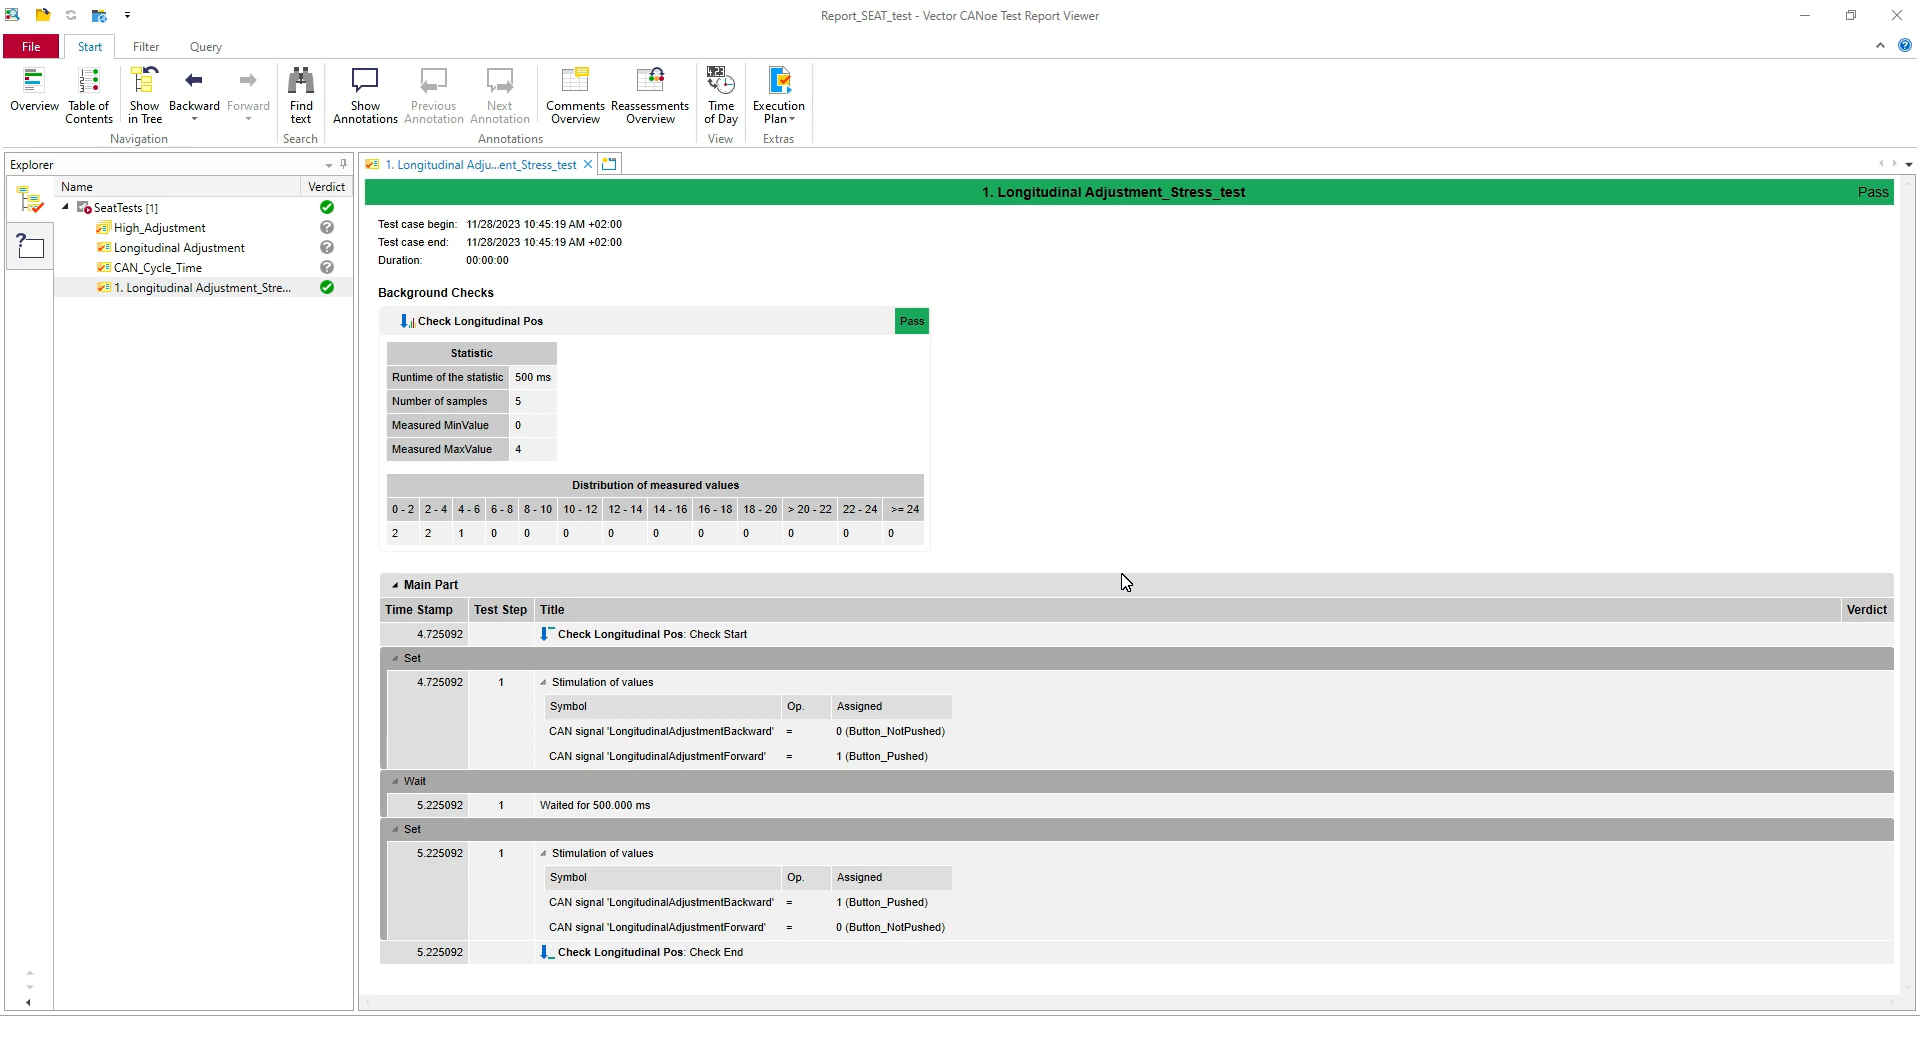 Report_SEAT_test - Vector CANoe Test Report Viewer
File Start Filter Query
Overview
Table of Contents
Show in Tree
Backward
Forward
Find text
Show Annotations
Previous Annotation
Next Annotation
Comments Overview
Reassessments Overview
Time of Day
Execution Plan
Navigation Search Annotations View Extras
Explorer
Name Verdict
SeatTests [1]
High_Adjustment
Longitudinal Adjustment
CAN_Cycle_Time
1. Longitudinal Adjustment_Stre...
1. Longitudinal Adju...ent_Stress_test
1. Longitudinal Adjustment_Stress_test Pass
Test case begin: 11/28/2023 10:45:19 AM +02:00
Test case end: 11/28/2023 10:45:19 AM +02:00
Duration: 00:00:00
Background Checks
Check Longitudinal Pos Pass
Statistic
Runtime of the statistic 500 ms
Number of samples 5
Measured MinValue 0
Measured MaxValue 4
Distribution of measured values
0 - 2 2 - 4 4 - 6 6 - 8 8 - 10 10 - 12 12 - 14 14 - 16 16 - 18 18 - 20 > 20 - 22 22 - 24 >= 24
2 2 1 0 0 0 0 0 0 0 0 0 0
Main Part
Time Stamp Test Step Title Verdict
4.725092 Check Longitudinal Pos: Check Start
Set
4.725092 1 Stimulation of values
Symbol Op. Assigned
CAN signal 'LongitudinalAdjustmentBackward' = 0 (Button_NotPushed)
CAN signal 'LongitudinalAdjustmentForward' = 1 (Button_Pushed)
Wait
5.225092 1 Waited for 500.000 ms
Set
5.225092 1 Stimulation of values
Symbol Op. Assigned
CAN signal 'LongitudinalAdjustmentBackward' = 1 (Button_Pushed)
CAN signal 'LongitudinalAdjustmentForward' = 0 (Button_NotPushed)
5.225092 Check Longitudinal Pos: Check End